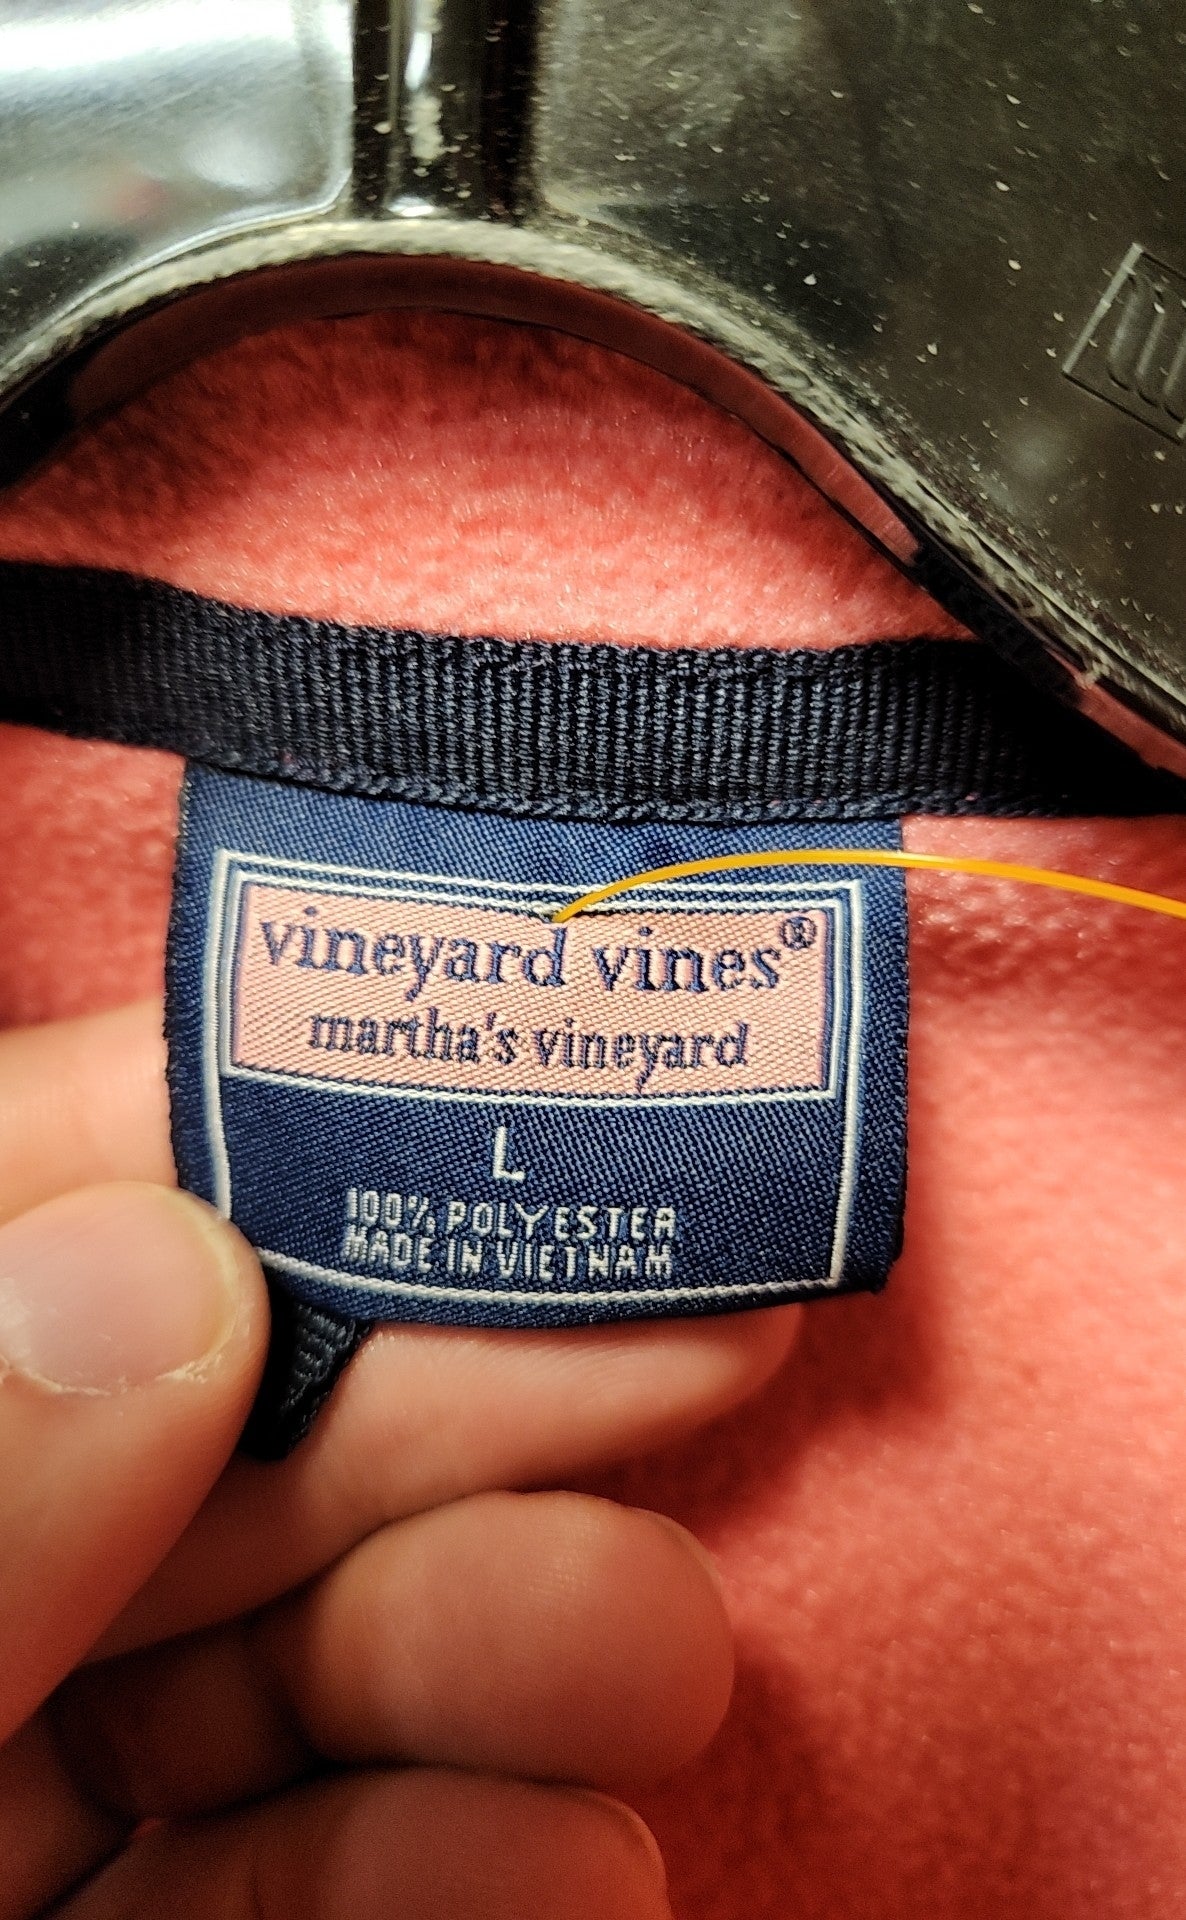 vineyard vines®
martha's vineyard
L
100% POLYESTER
MADE IN VIETNAM